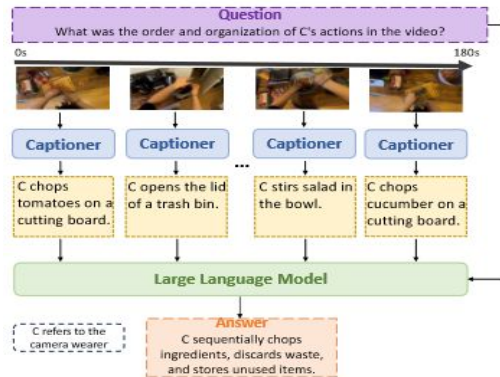 Question
What was the order and organization of C's actions in the video?
0s
180s
Captioner
Captioner
Captioner
Captioner
...
C chops
tomatoes on a
cutting board.
C opens the lid
of a trash bin.
C stirs salad in
the bowl.
C chops
cucumber on a
cutting board.
Large Language Model
C refers to the
camera wearer
Answer
C sequentially chops
ingredients, discards waste,
and stores unused items.